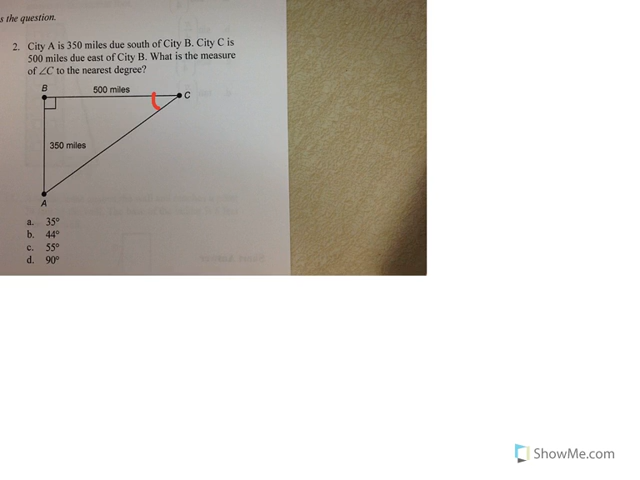 s the question.
2. City A is 350 miles due south of City B. City C is
500 miles due east of City B. What is the measure
of ∠C to the nearest degree?
B
500 miles
C
350 miles
A
a. 35°
b. 44°
c. 55°
d. 90°
ShowMe.com